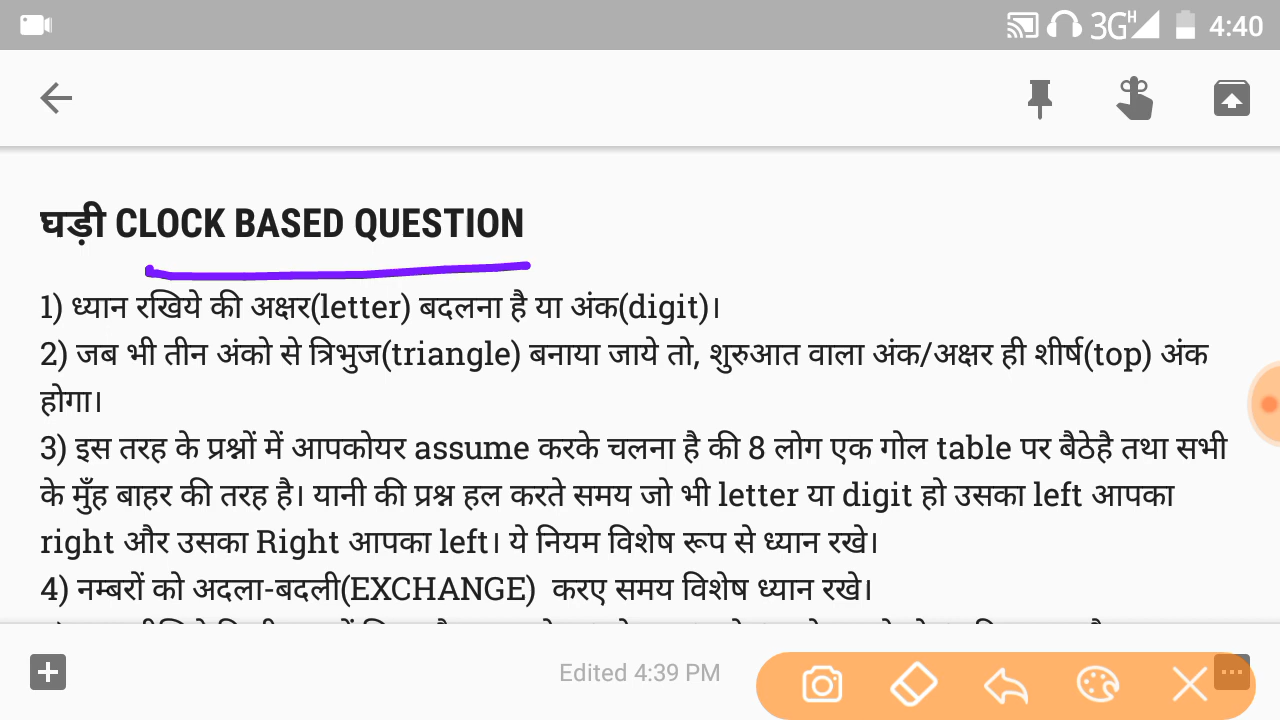 3G H 4:40
घड़ी CLOCK BASED QUESTION
1) ध्यान रखिये की अक्षर(letter) बदलना है या अंक(digit)।
2) जब भी तीन अंको से त्रिभुज(triangle) बनाया जाये तो, शुरुआत वाला अंक/अक्षर ही शीर्ष(top) अंक
होगा।
3) इस तरह के प्रश्नों में आपकोयर assume करके चलना है की 8 लोग एक गोल table पर बैठेहै तथा सभी
के मुँह बाहर की तरह है। यानी की प्रश्न हल करते समय जो भी letter या digit हो उसका left आपका
right और उसका Right आपका left। ये नियम विशेष रूप से ध्यान रखे।
4) नम्बरों को अदला-बदली(EXCHANGE) करए समय विशेष ध्यान रखे।
Edited 4:39 PM